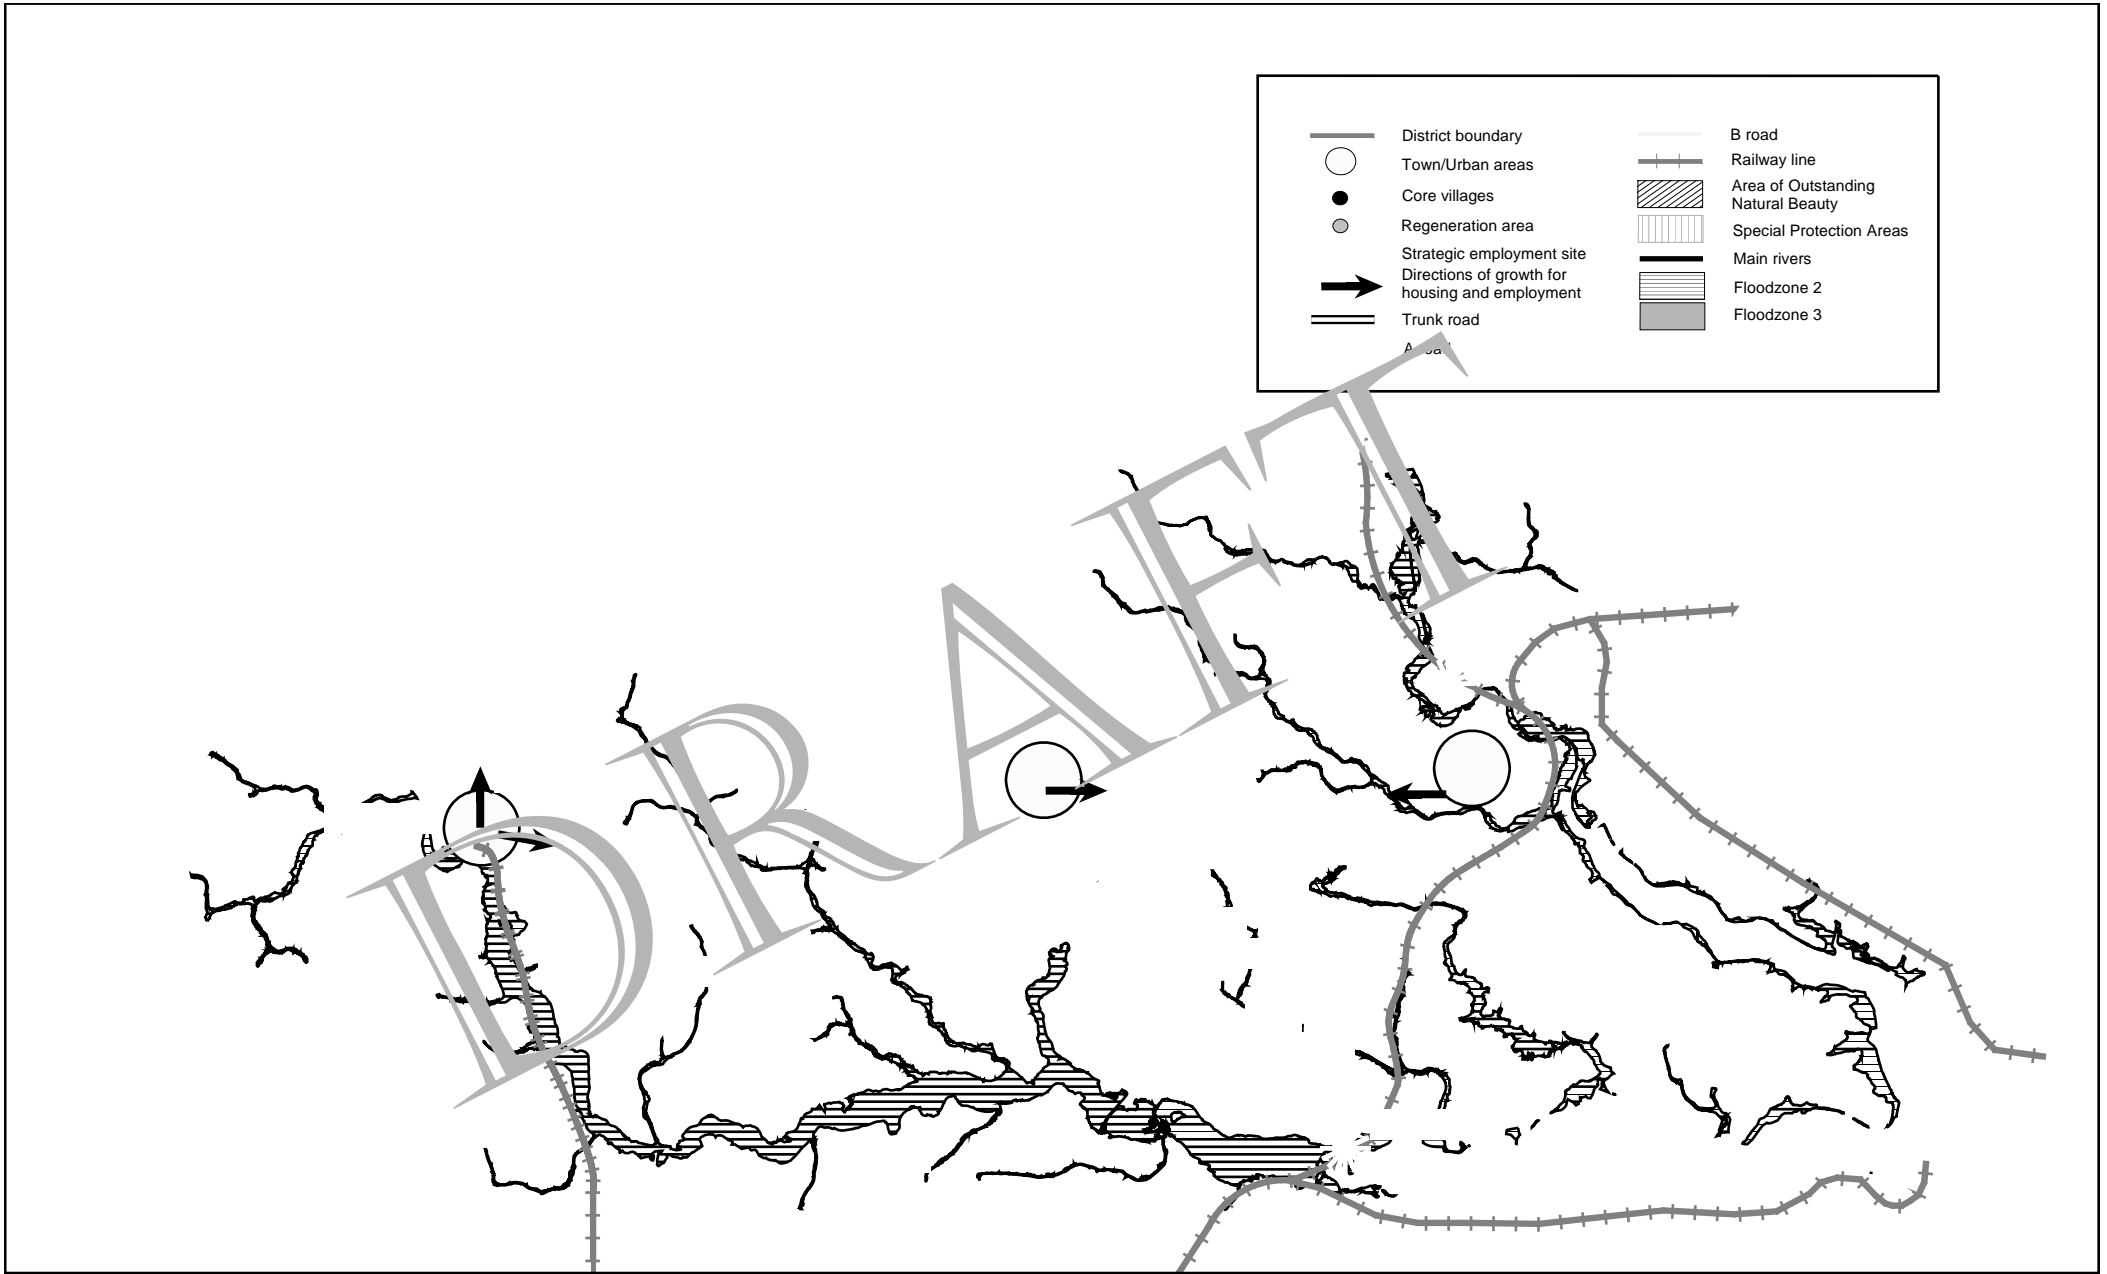 District boundary
Town/Urban areas
Core villages
Regeneration area
Strategic employment site
Directions of growth for
housing and employment
Trunk road
A road
B road
Railway line
Area of Outstanding
Natural Beauty
Special Protection Areas
Main rivers
Floodzone 2
Floodzone 3
DRAFT